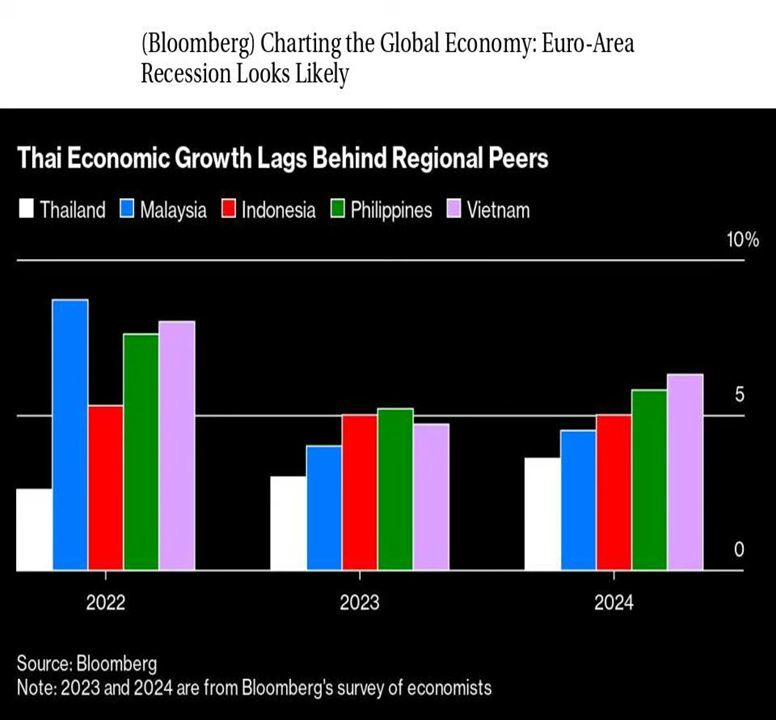 (Bloomberg) Charting the Global Economy: Euro-Area
Recession Looks Likely
Thai Economic Growth Lags Behind Regional Peers
Thailand Malaysia Indonesia Philippines Vietnam
10%
5
0
2022 2023 2024
Source: Bloomberg
Note: 2023 and 2024 are from Bloomberg's survey of economists